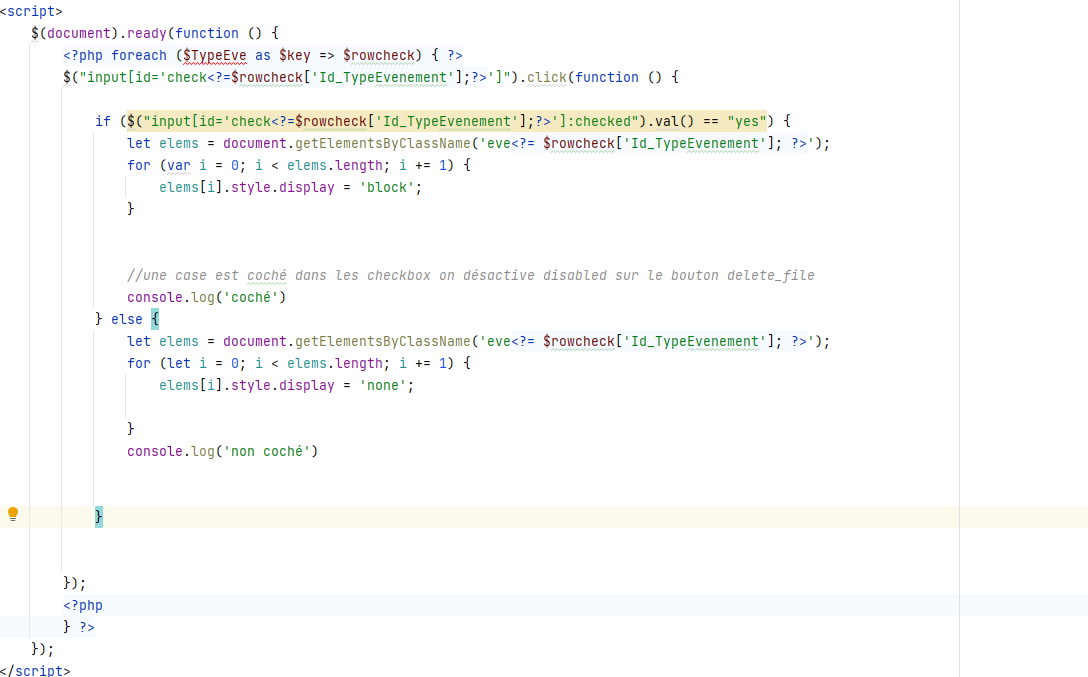 <script>
$(document).ready(function () {
<?php foreach ($TypeEve as $key => $rowcheck) { ?>
$("input[id='check<?=$rowcheck['Id_TypeEvenement'];?>']").click(function () {
if ($("input[id='check<?=$rowcheck['Id_TypeEvenement'];?>']:checked").val() == "yes") {
let elems = document.getElementsByClassName('eve<?= $rowcheck['Id_TypeEvenement']; ?>');
for (var i = 0; i < elems.length; i += 1) {
elems[i].style.display = 'block';
}
//une case est coché dans les checkbox on désactive disabled sur le bouton delete_file
console.log('coché')
} else {
let elems = document.getElementsByClassName('eve<?= $rowcheck['Id_TypeEvenement']; ?>');
for (let i = 0; i < elems.length; i += 1) {
elems[i].style.display = 'none';
}
console.log('non coché')
}
});
<?php
} ?>
});
</script>